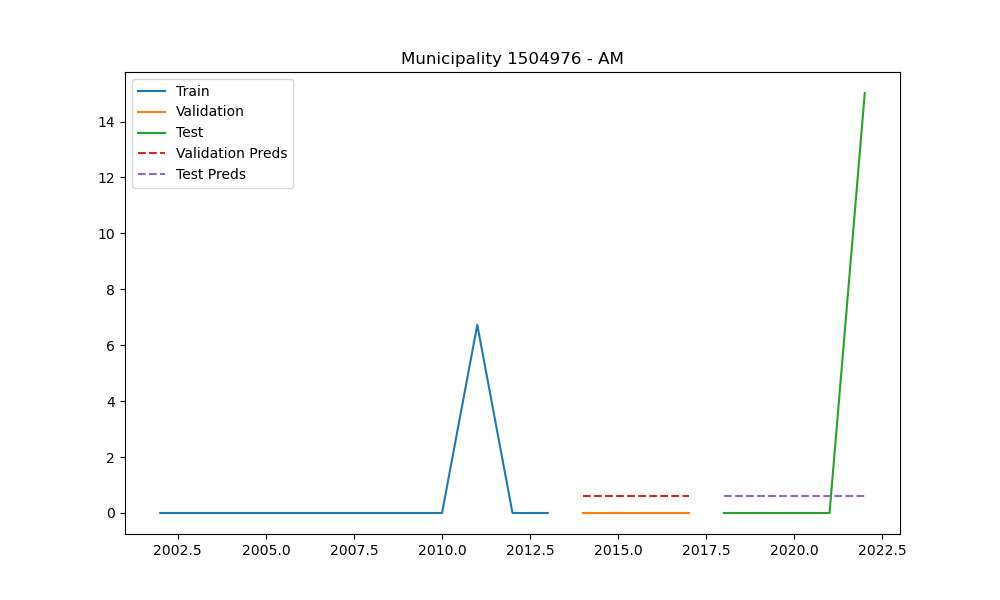 Municipality 1504976 - AM
Train
Validation
Test
Validation Preds
Test Preds
14
12
10
8
6
4
2
0
2002.5 2005.0 2007.5 2010.0 2012.5 2015.0 2017.5 2020.0 2022.5